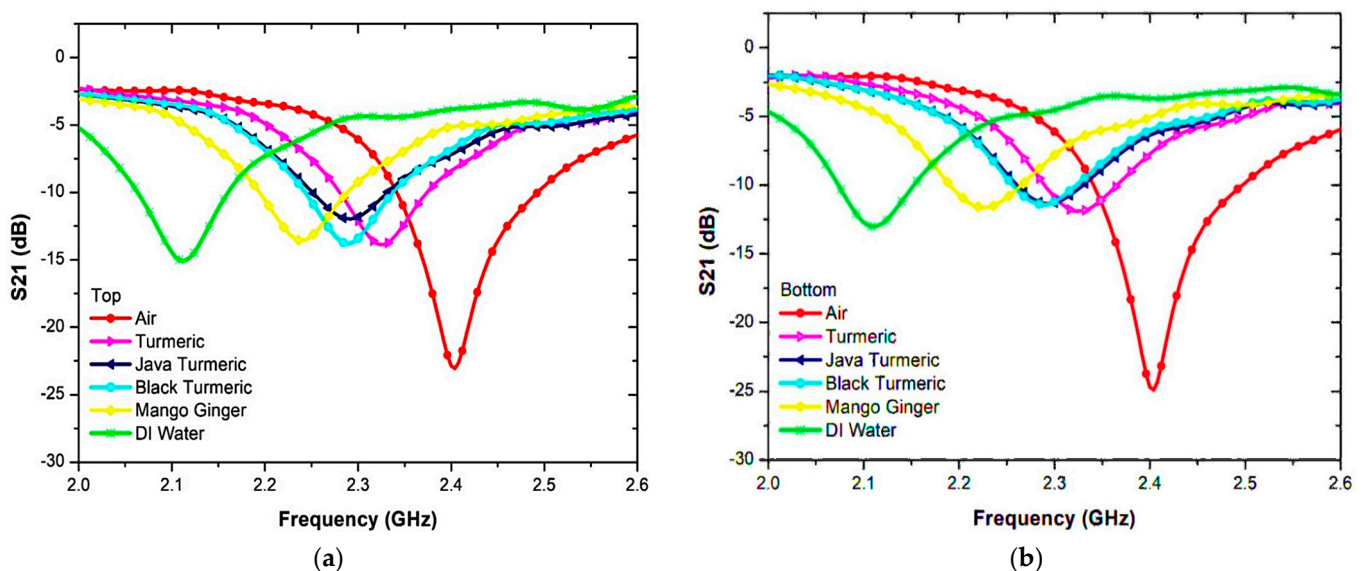 0
-5
-10
-15
-20
-25
-30
S21 (dB)
Top
Air
Turmeric
Java Turmeric
Black Turmeric
Mango Ginger
DI Water
2.0 2.1 2.2 2.3 2.4 2.5 2.6
Frequency (GHz)
(a)
0
-5
-10
-15
-20
-25
-30
S21 (dB)
Bottom
Air
Turmeric
Java Turmeric
Black Turmeric
Mango Ginger
DI Water
2.0 2.1 2.2 2.3 2.4 2.5 2.6
Frequency (GHz)
(b)